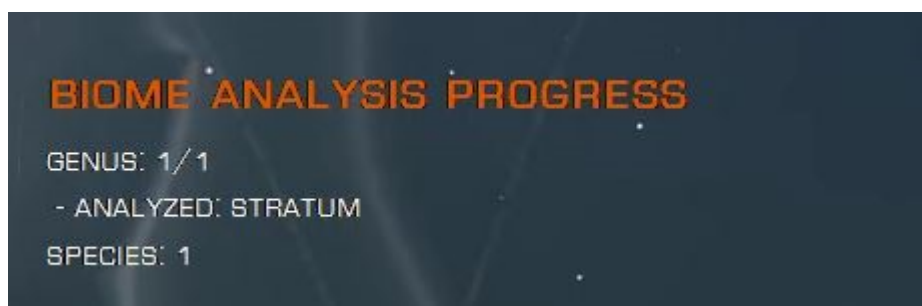 BIOME ANALYSIS PROGRESS
GENUS: 1/1
- ANALYZED: STRATUM
SPECIES: 1